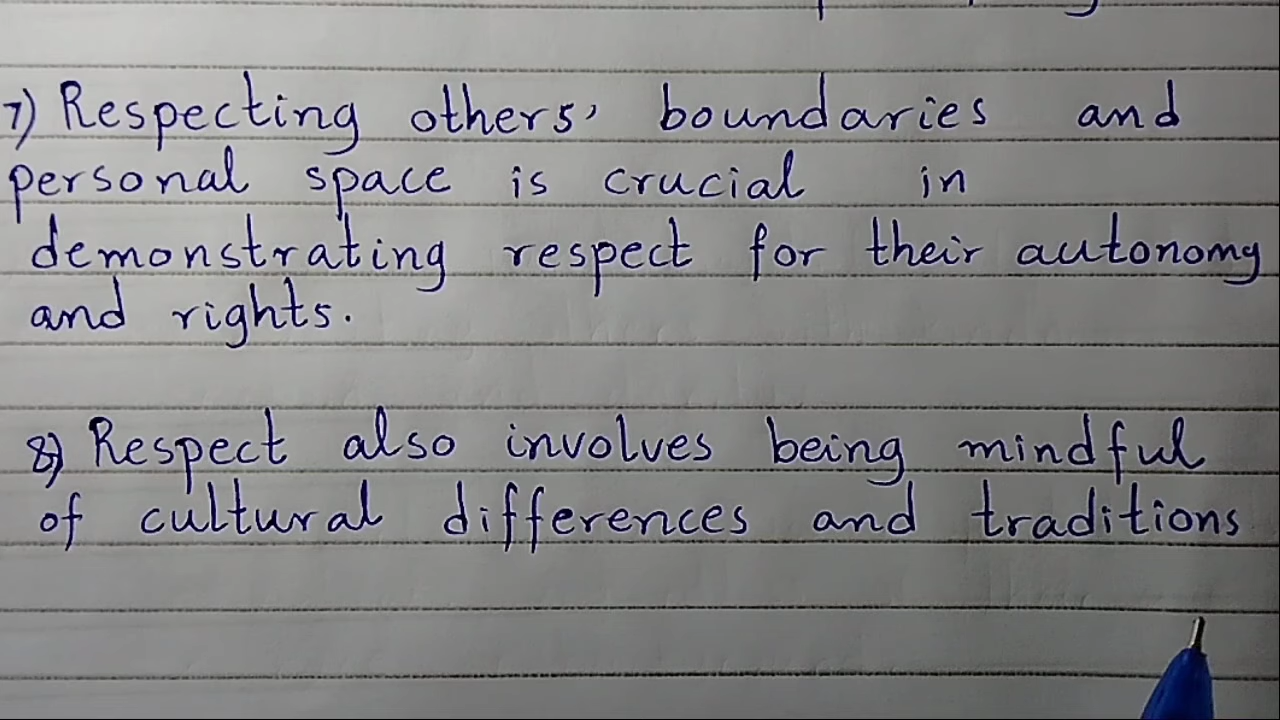 7) Respecting others' boundaries and
personal space is crucial in
demonstrating respect for their autonomy
and rights.
8) Respect also involves being mindful
of cultural differences and traditions